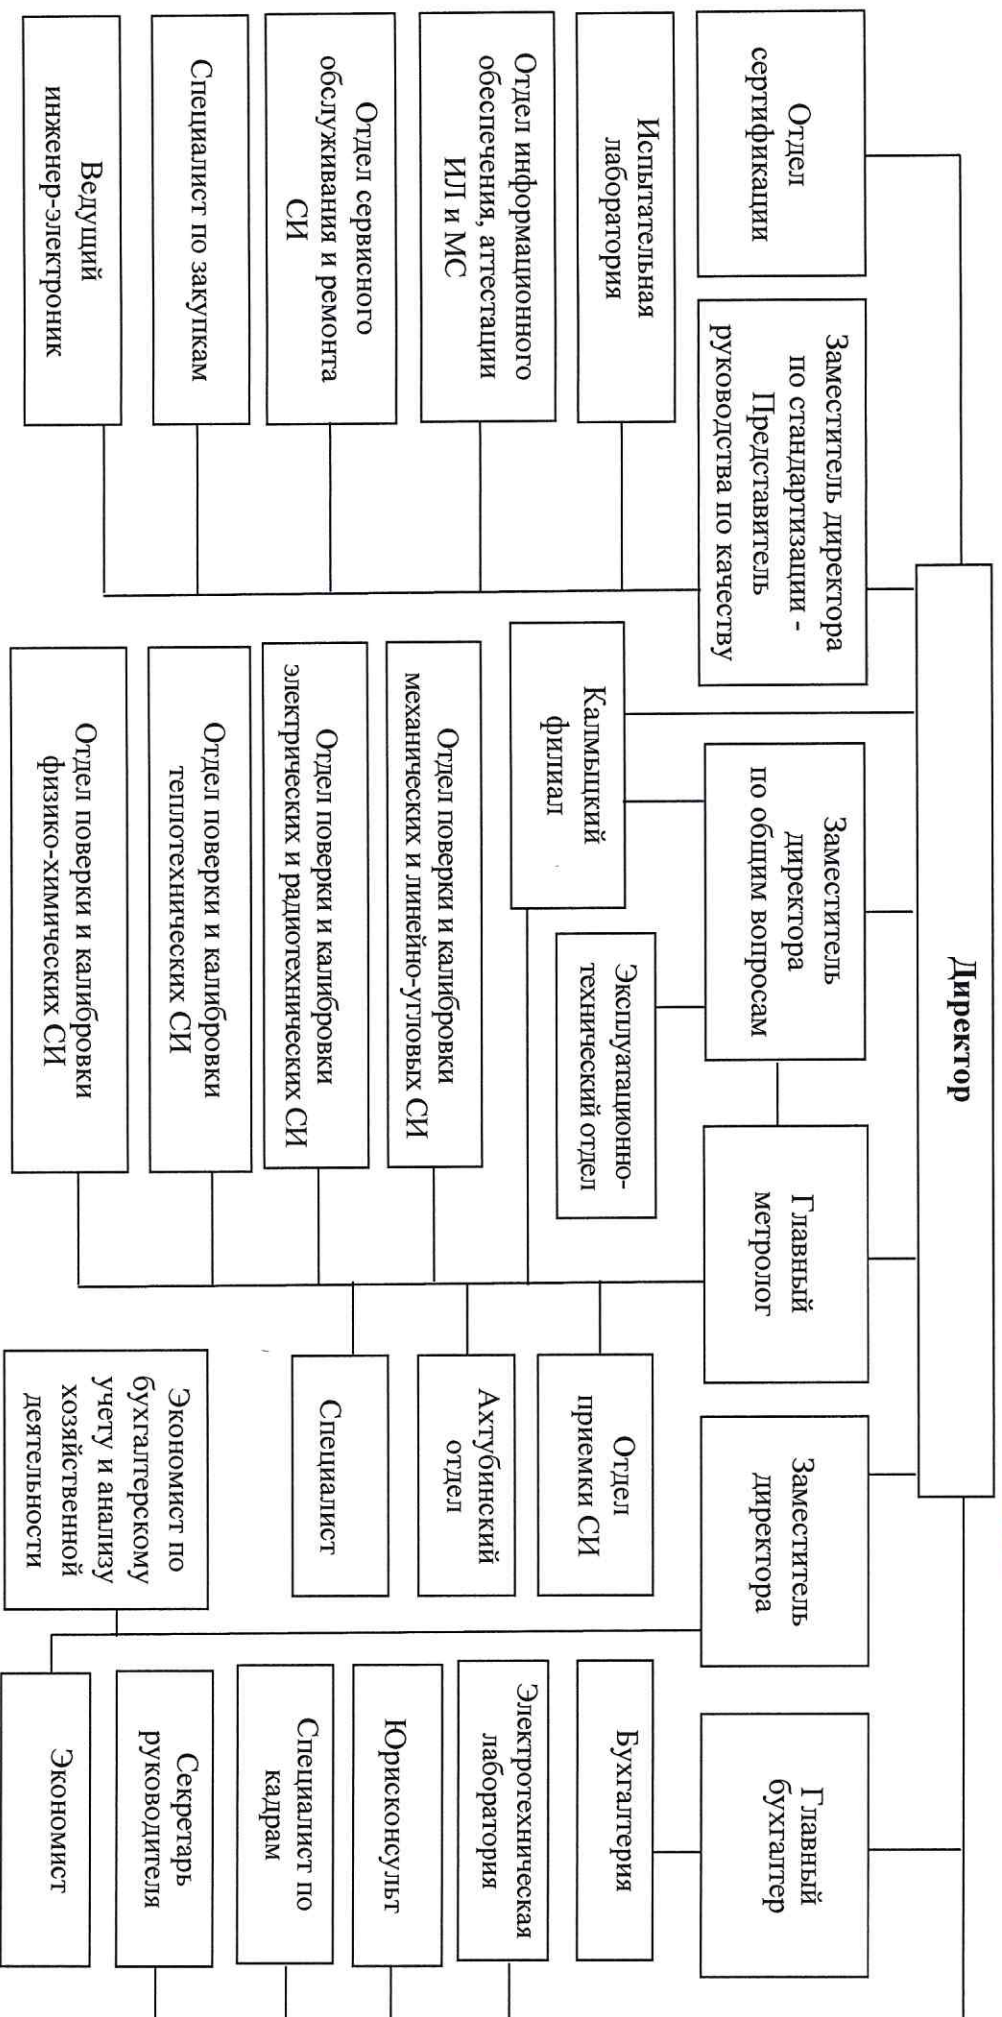 Директор
Отдел
сертификации
Заместитель директора
по стандартизации -
Представитель
руководства по качеству
Заместитель
директора
по общим вопросам
Главный
метролог
Заместитель
директора
Главный
бухгалтер
Испытательная
лаборатория
Отдел информационного
обеспечения, аттестации
ИЛ и МС
Отдел сервисного
обслуживания и ремонта
СИ
Специалист по закупкам
Ведущий
инженер-электроник
Калмыцкий
филиал
Эксплуатационно-
технический отдел
Отдел поверки и калибровки
механических и линейно-угловых СИ
Отдел поверки и калибровки
электрических и радиотехнических СИ
Отдел поверки и калибровки
теплотехнических СИ
Отдел поверки и калибровки
физико-химических СИ
Отдел
приемки СИ
Ахтубинский
отдел
Специалист
Экономист по
бухгалтерскому
учету и анализу
хозяйственной
деятельности
Бухгалтерия
Электротехническая
лаборатория
Юрисконсульт
Специалист по
кадрам
Секретарь
руководителя
Экономист